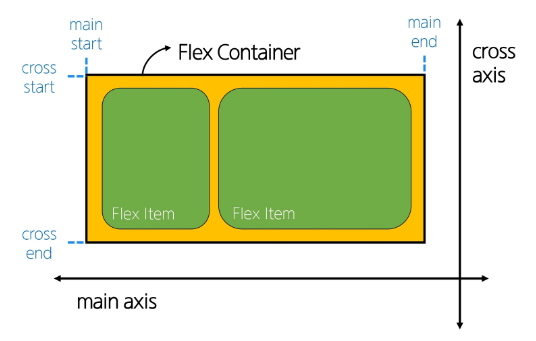 main
start
main
end
Flex Container
cross
axis
cross
start
Flex Item
Flex Item
cross
end
main axis